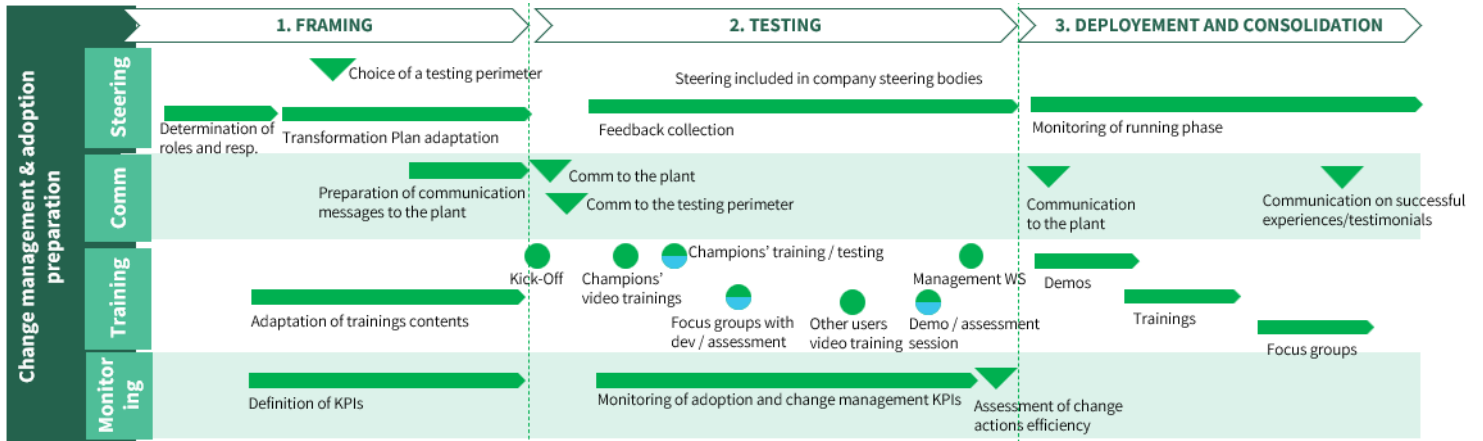 Change management & adoption
preparation
1. FRAMING
2. TESTING
3. DEPLOYEMENT AND CONSOLIDATION
Steering
Choice of a testing perimeter
Determination of
roles and resp.
Transformation Plan adaptation
Steering included in company steering bodies
Feedback collection
Monitoring of running phase
Comm
Preparation of communication
messages to the plant
Comm to the plant
Comm to the testing perimeter
Communication
to the plant
Communication on successful
experiences/testimonials
Training
Adaptation of trainings contents
Kick-Off
Champions’
video trainings
Champions’ training / testing
Focus groups with
dev / assessment
Other users
video training
Management WS
Demo / assessment
session
Demos
Trainings
Focus groups
Monitor
ing
Definition of KPIs
Monitoring of adoption and change management KPIs
Assessment of change
actions efficiency